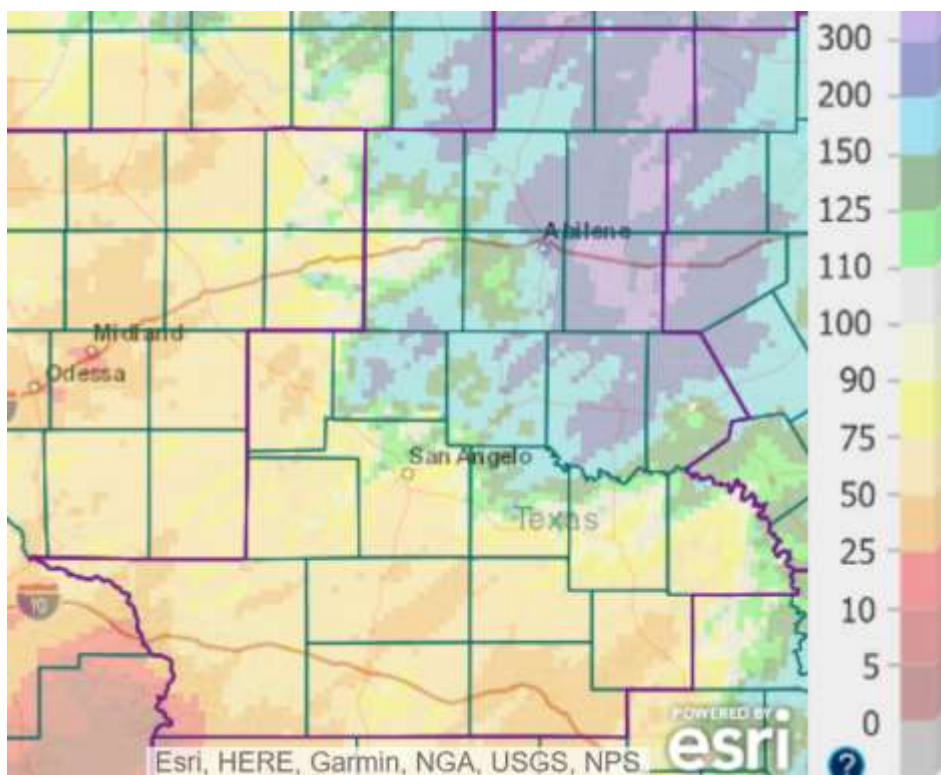 300
200
150
125
110
100
90
75
50
25
10
5
0
Abilene
Midland
Odessa
San Angelo
Texas
10
POWERED BY
esri
Esri, HERE, Garmin, NGA, USGS, NPS
?